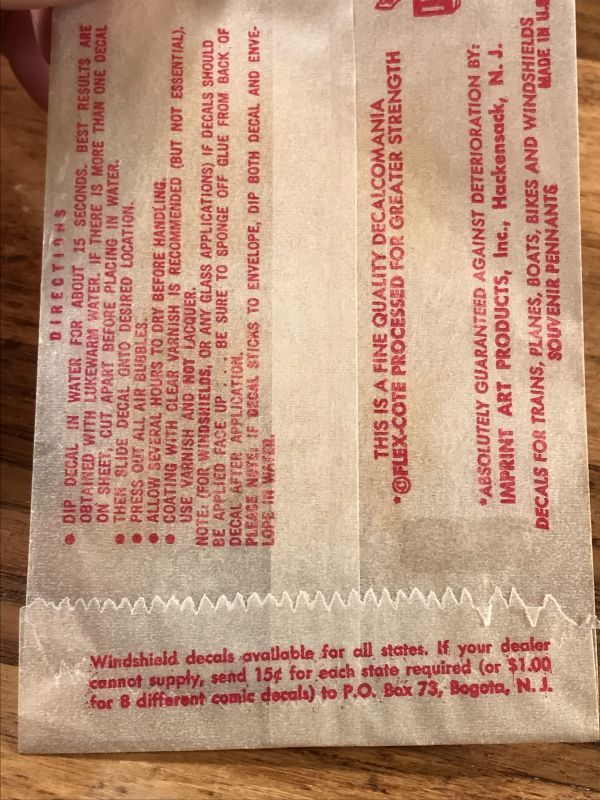 DIRECTIONS
● DIP DECAL IN WATER FOR ABOUT 15 SECONDS. BEST RESULTS ARE
OBTAINED WITH LUKEWARM WATER. IF THERE IS MORE THAN ONE DECAL
ON SHEET, CUT APART BEFORE PLACING IN WATER.
● THEN SLIDE DECAL ONTO DESIRED LOCATION.
● PRESS OUT ALL AIR BUBBLES.
● ALLOW SEVERAL HOURS TO DRY BEFORE HANDLING.
● COATING WITH CLEAR VARNISH IS RECOMMENDED (BUT NOT ESSENTIAL).
USE VARNISH AND NOT LACQUER.
NOTE: (FOR WINDSHIELDS, OR ANY GLASS APPLICATIONS) IF DECALS SHOULD
BE APPLIED FACE UP . . . BE SURE TO SPONGE OFF GLUE FROM BACK OF
DECAL AFTER APPLICATION.
PLEASE NOTE: IF DECAL STICKS TO ENVELOPE, DIP BOTH DECAL AND ENVE-
LOPE IN WATER.
THIS IS A FINE QUALITY DECALCOMANIA
*©FLEX-COTE PROCESSED FOR GREATER STRENGTH
*ABSOLUTELY GUARANTEED AGAINST DETERIORATION BY:
IMPRINT ART PRODUCTS, Inc., Hackensack, N. J.
DECALS FOR TRAINS, PLANES, BOATS, BIKES AND WINDSHIELDS
SOUVENIR PENNANTS
MADE IN U.S
Windshield decals available for all states. If your dealer
cannot supply, send 15¢ for each state required (or $1.00
for 8 different comic decals) to P.O. Box 73, Bogota, N. J.